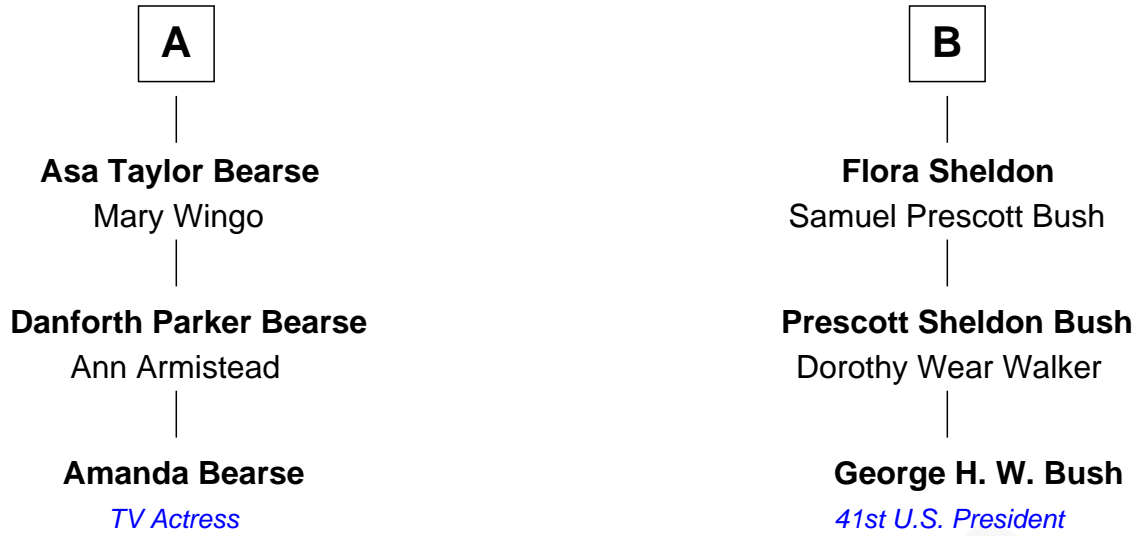 A
Asa Taylor Bearse
Mary Wingo
Danforth Parker Bearse
Ann Armistead
Amanda Bearse
TV Actress
B
Flora Sheldon
Samuel Prescott Bush
Prescott Sheldon Bush
Dorothy Wear Walker
George H. W. Bush
41st U.S. President